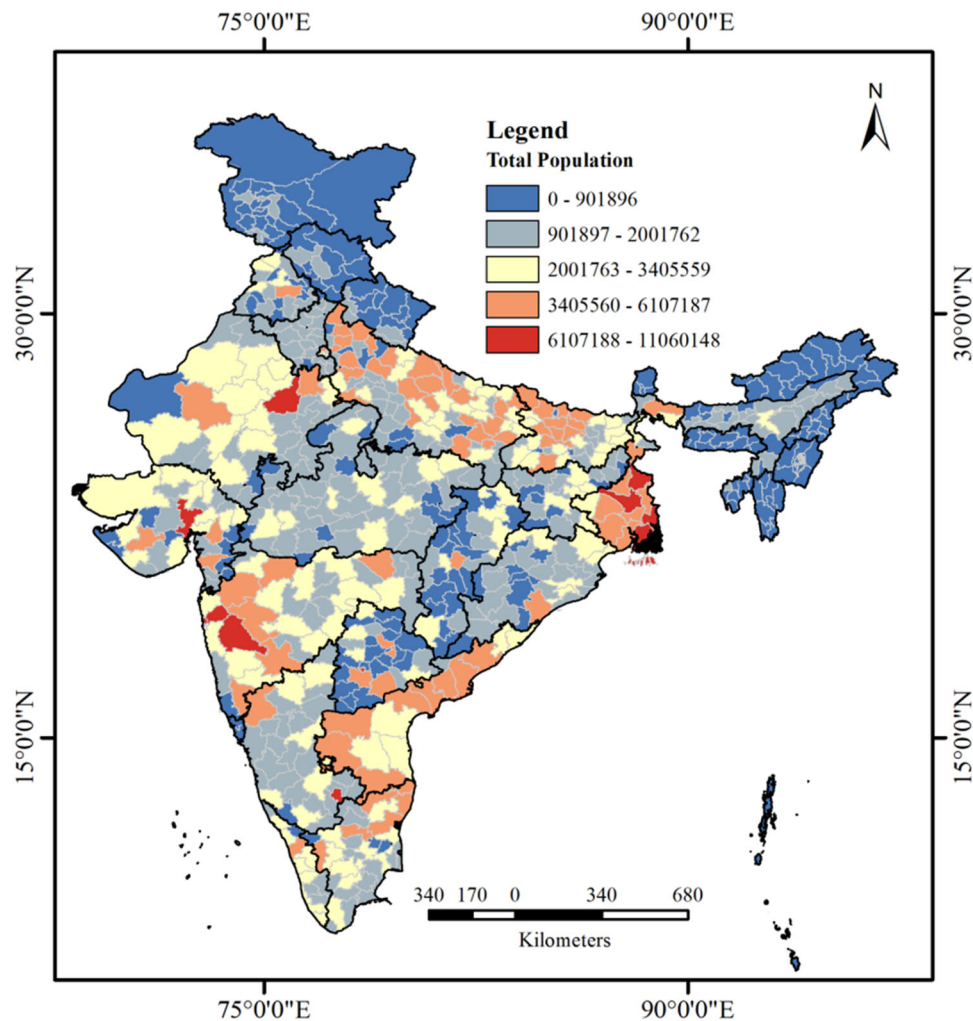 75°0'0"E 90°0'0"E
N
Legend
Total Population
0 - 901896
901897 - 2001762
2001763 - 3405559
3405560 - 6107187
6107188 - 11060148
30°0'0"N 30°0'0"N
15°0'0"N 15°0'0"N
340 170 0 340 680
Kilometers
75°0'0"E 90°0'0"E